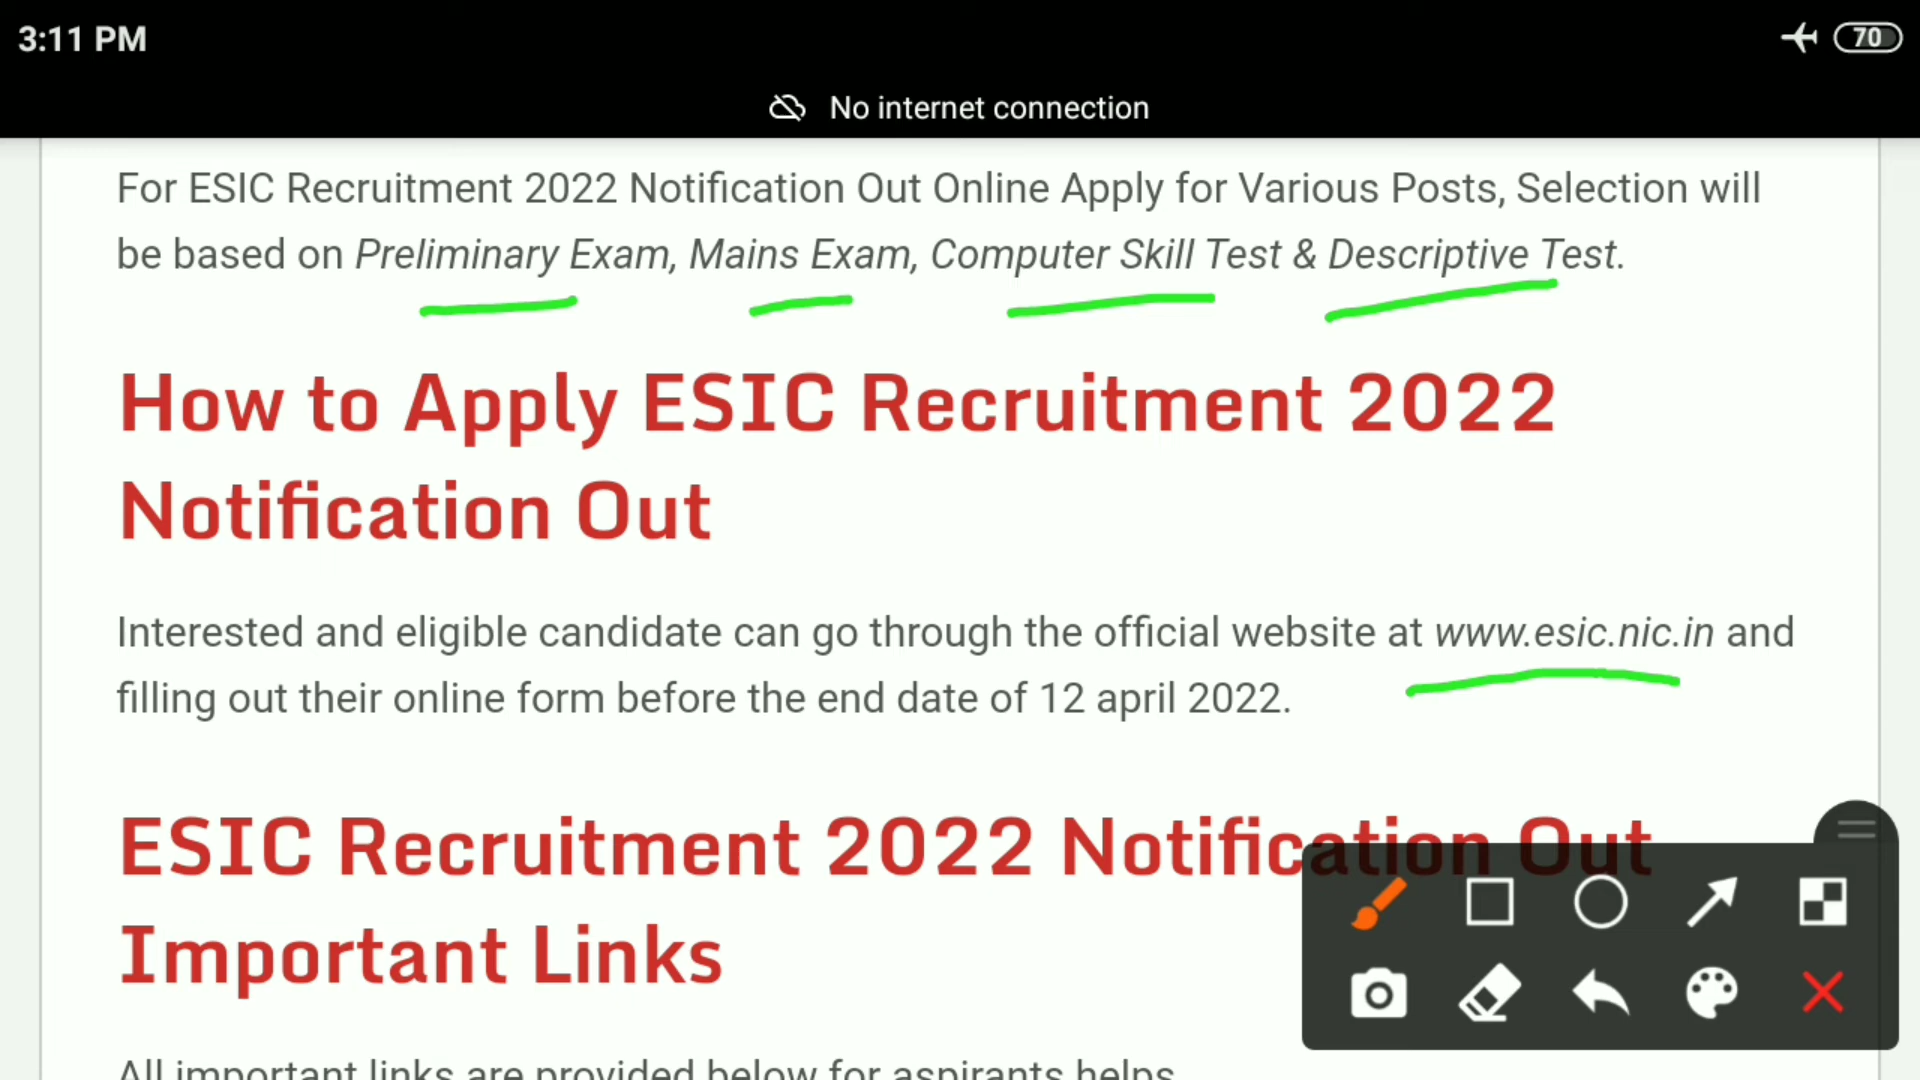 3:11 PM
70
No internet connection
For ESIC Recruitment 2022 Notification Out Online Apply for Various Posts, Selection will
be based on Preliminary Exam, Mains Exam, Computer Skill Test & Descriptive Test.
How to Apply ESIC Recruitment 2022
Notification Out
Interested and eligible candidate can go through the official website at www.esic.nic.in and
filling out their online form before the end date of 12 april 2022.
ESIC Recruitment 2022 Notification Out
Important Links
All important links are provided below for aspirants helps